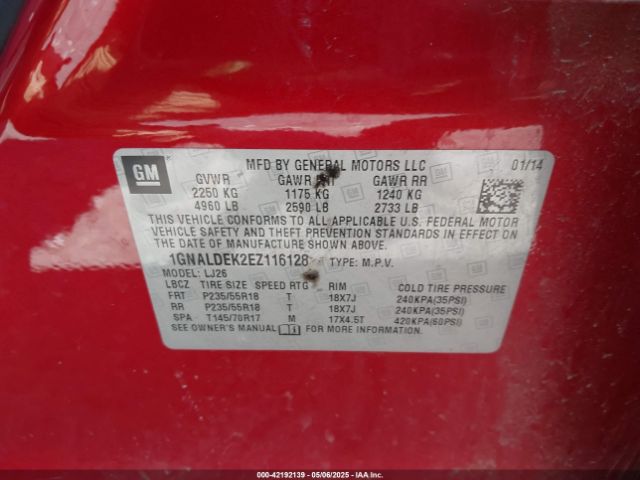 GM
MFD BY GENERAL MOTORS LLC 01/14
GVWR GAWR FNT GAWR RR
2250 KG 1175 KG 1240 KG
4960 LB 2590 LB 2733 LB
THIS VEHICLE CONFORMS TO ALL APPLICABLE U.S. FEDERAL MOTOR
VEHICLE SAFETY AND THEFT PREVENTION STANDARDS IN EFFECT ON
THE DATE OF MANUFACTURE SHOWN ABOVE.
1GNALDEK2EZ116128 TYPE: M.P.V.
MODEL: LJ26
LBCZ TIRE SIZE SPEED RTG RIM COLD TIRE PRESSURE
FRT P235/55R18 T 18X7J 240KPA(35PSI)
RR P235/55R18 T 18X7J 240KPA(35PSI)
SPA T145/70R17 M 17X4.5T 420KPA(60PSI)
SEE OWNER'S MANUAL FOR MORE INFORMATION.
000-42192139 - 05/06/2025 - IAAI.COM